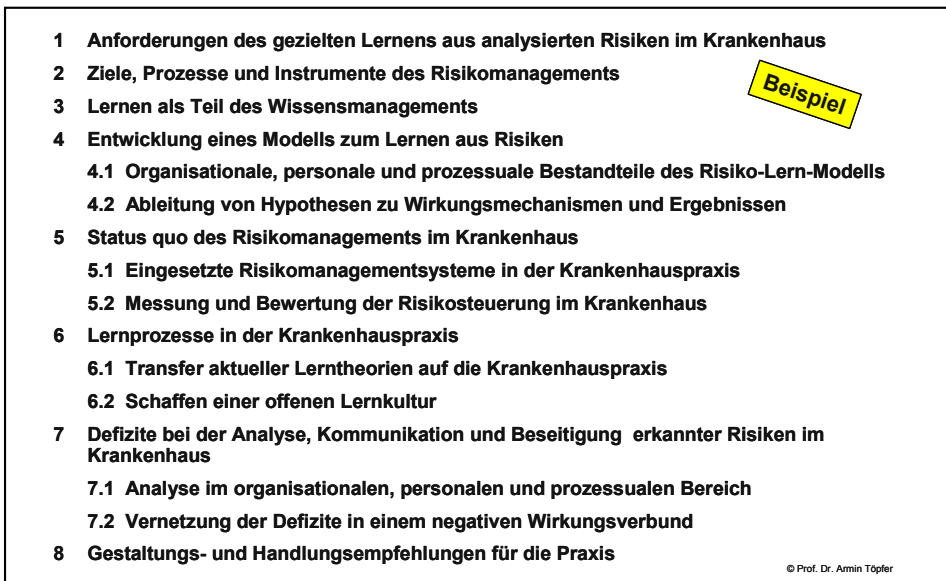 1 Anforderungen des gezielten Lernens aus analysierten Risiken im Krankenhaus
2 Ziele, Prozesse und Instrumente des Risikomanagements
Beispiel
3 Lernen als Teil des Wissensmanagements
4 Entwicklung eines Modells zum Lernen aus Risiken
4.1 Organisationale, personale und prozessuale Bestandteile des Risiko-Lern-Modells
4.2 Ableitung von Hypothesen zu Wirkungsmechanismen und Ergebnissen
5 Status quo des Risikomanagements im Krankenhaus
5.1 Eingesetzte Risikomanagementsysteme in der Krankenhauspraxis
5.2 Messung und Bewertung der Risikosteuerung im Krankenhaus
6 Lernprozesse in der Krankenhauspraxis
6.1 Transfer aktueller Lerntheorien auf die Krankenhauspraxis
6.2 Schaffen einer offenen Lernkultur
7 Defizite bei der Analyse, Kommunikation und Beseitigung erkannter Risiken im
Krankenhaus
7.1 Analyse im organisationalen, personalen und prozessualen Bereich
7.2 Vernetzung der Defizite in einem negativen Wirkungsverbund
8 Gestaltungs- und Handlungsempfehlungen für die Praxis
© Prof. Dr. Armin Töpfer